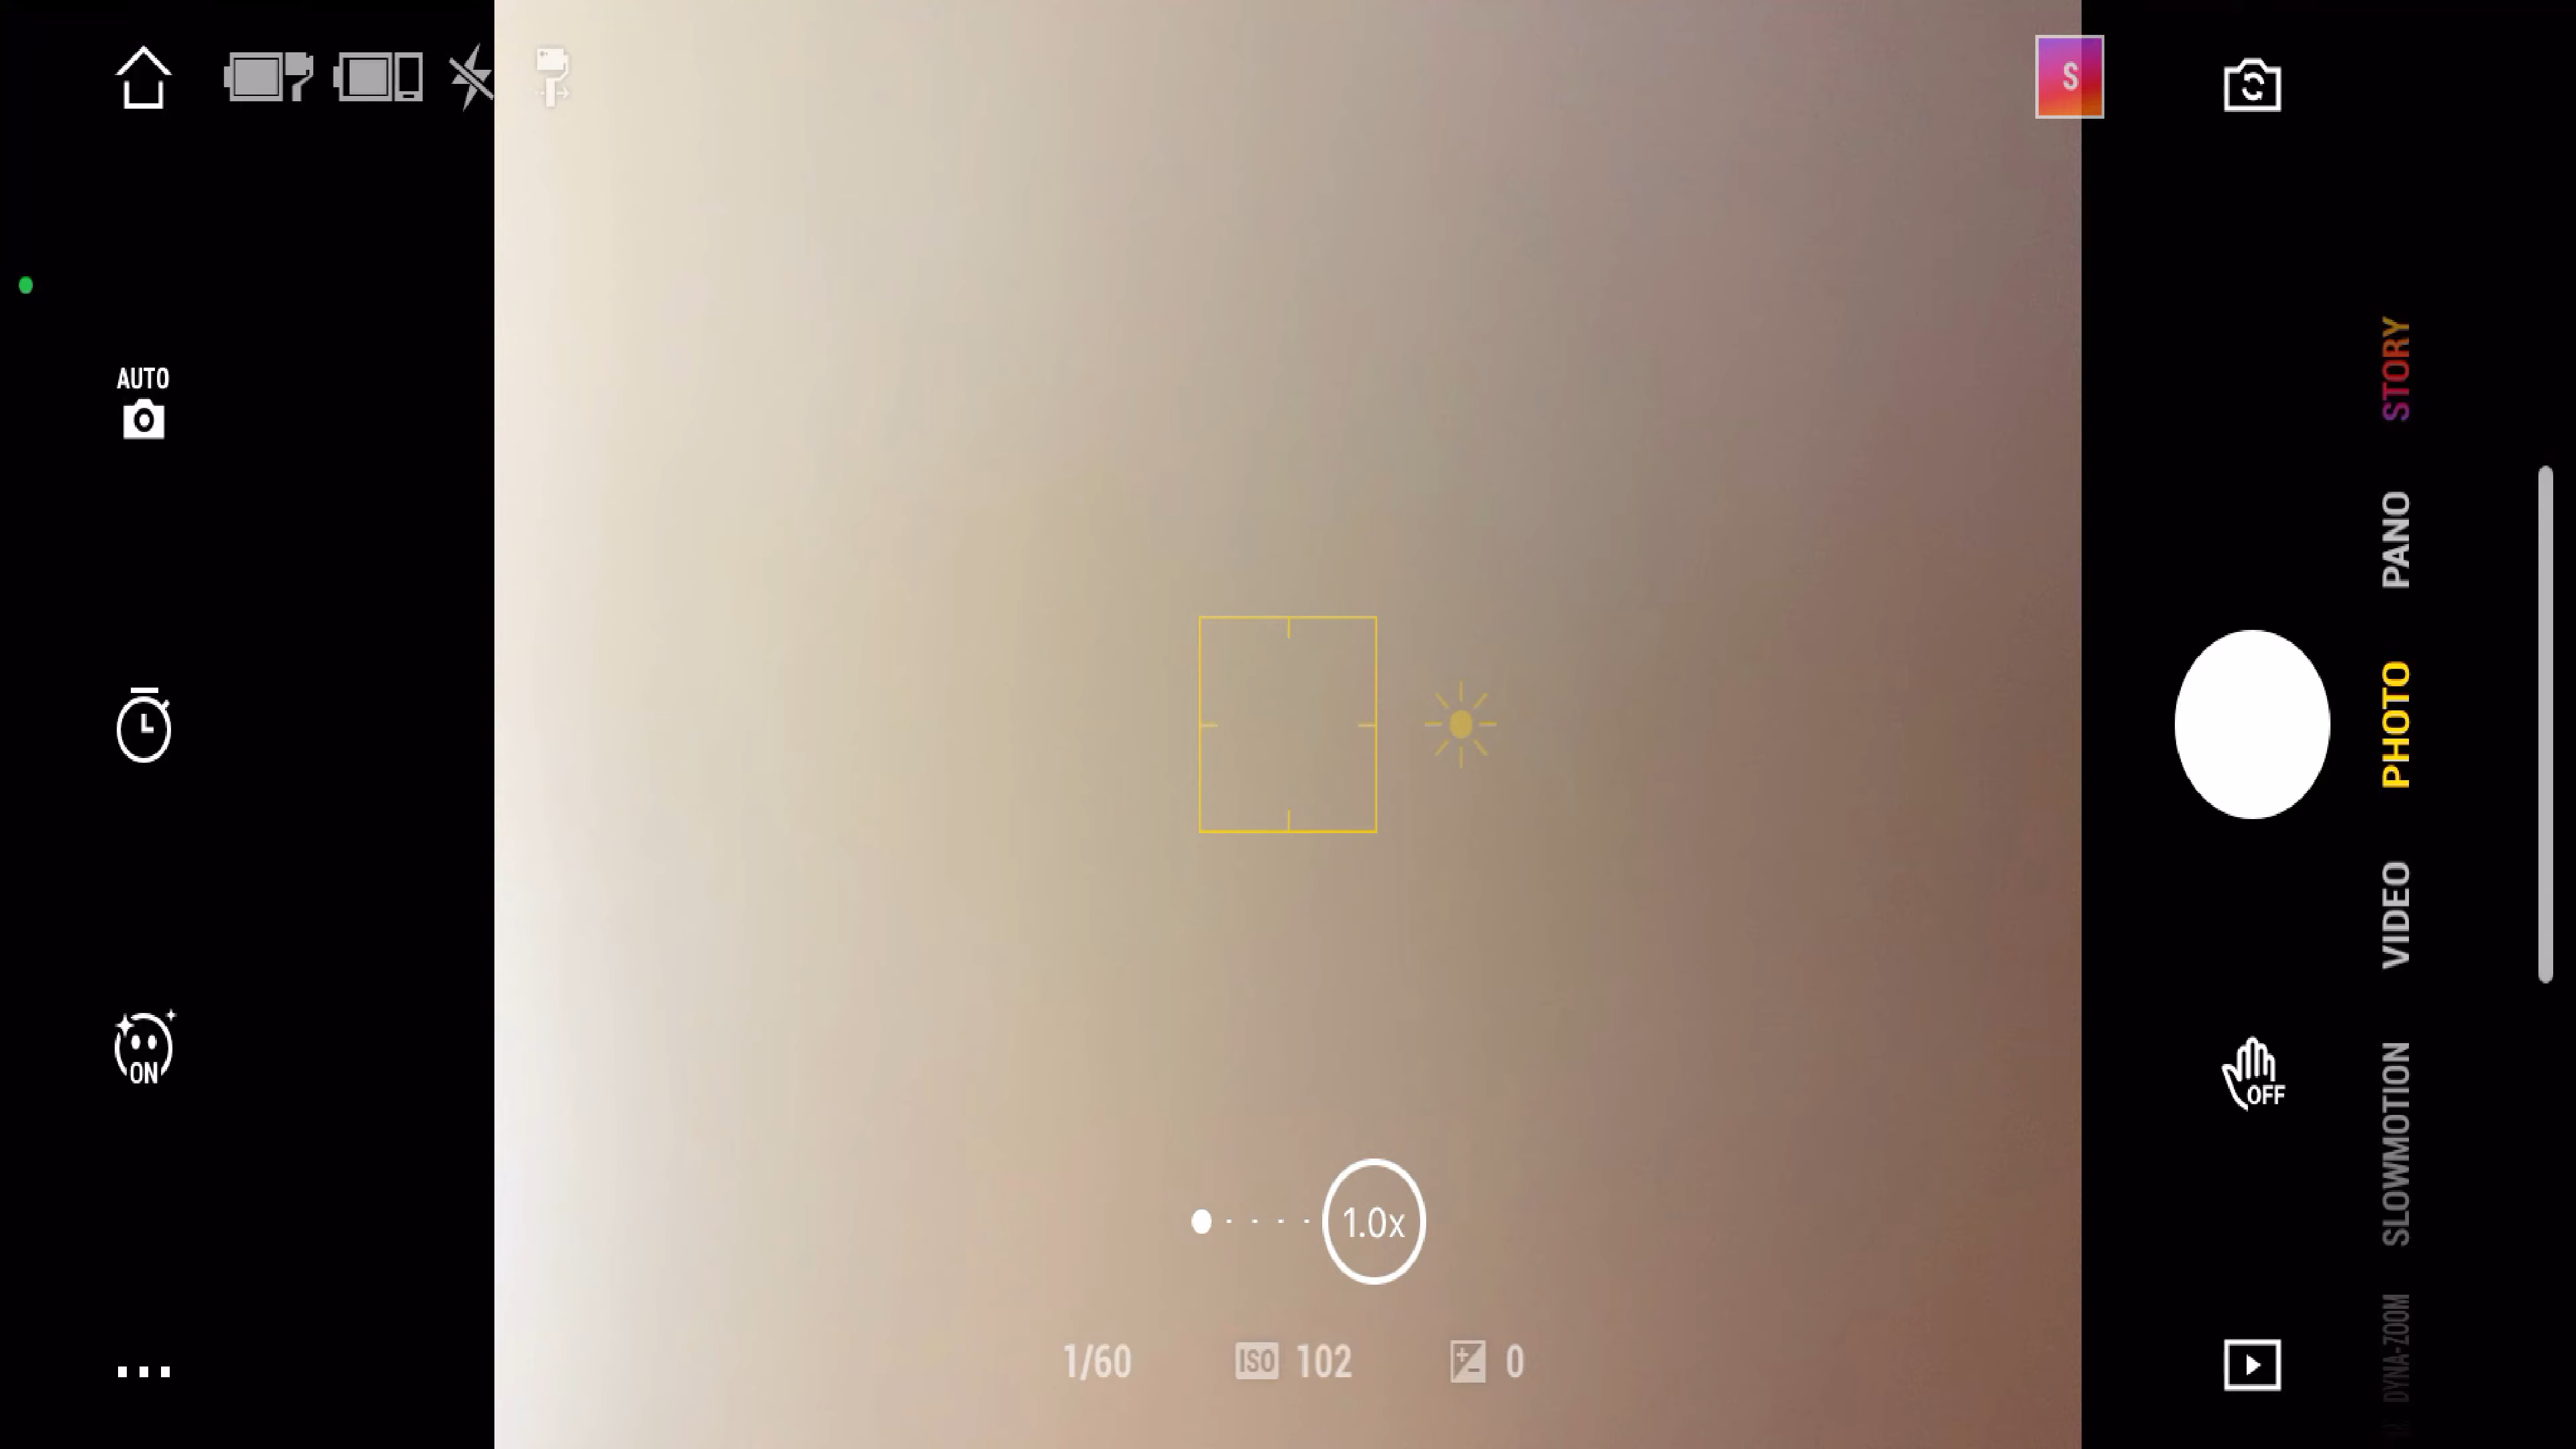 S
AUTO
ON
1.0x
1/60
ISO 102
0
STORY
PANO
PHOTO
VIDEO
SLOWMOTION
DYNA-ZOOM
OFF